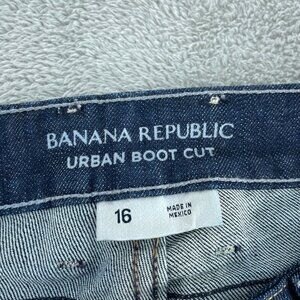 BANANA REPUBLIC
URBAN BOOT CUT
16
MADE IN
MEXICO